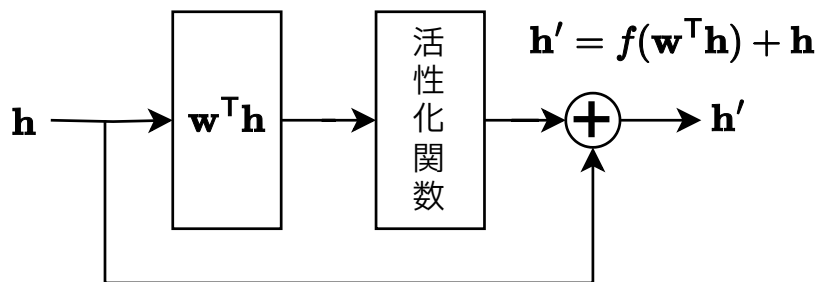 𝐡′ = f(𝐰ᵀ𝐡) + 𝐡
𝐡
𝐰ᵀ𝐡
活性化関数
+
𝐡′